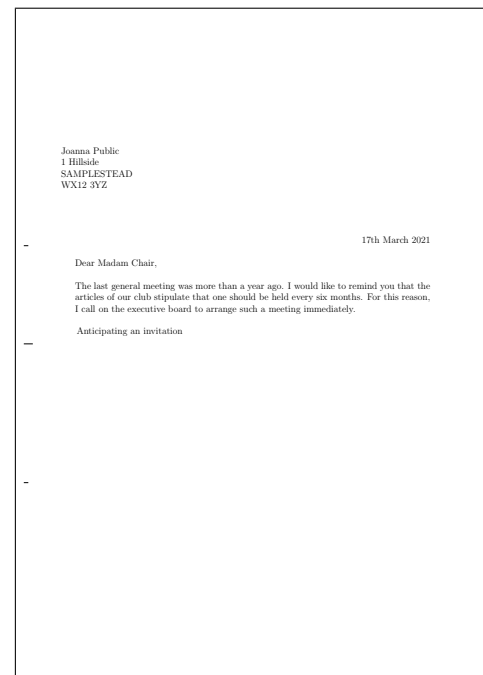 Joanna Public
1 Hillside
SAMPLESTEAD
WX12 3YZ
17th March 2021
Dear Madam Chair,
The last general meeting was more than a year ago. I would like to remind you that the
articles of our club stipulate that one should be held every six months. For this reason,
I call on the executive board to arrange such a meeting immediately.
Anticipating an invitation